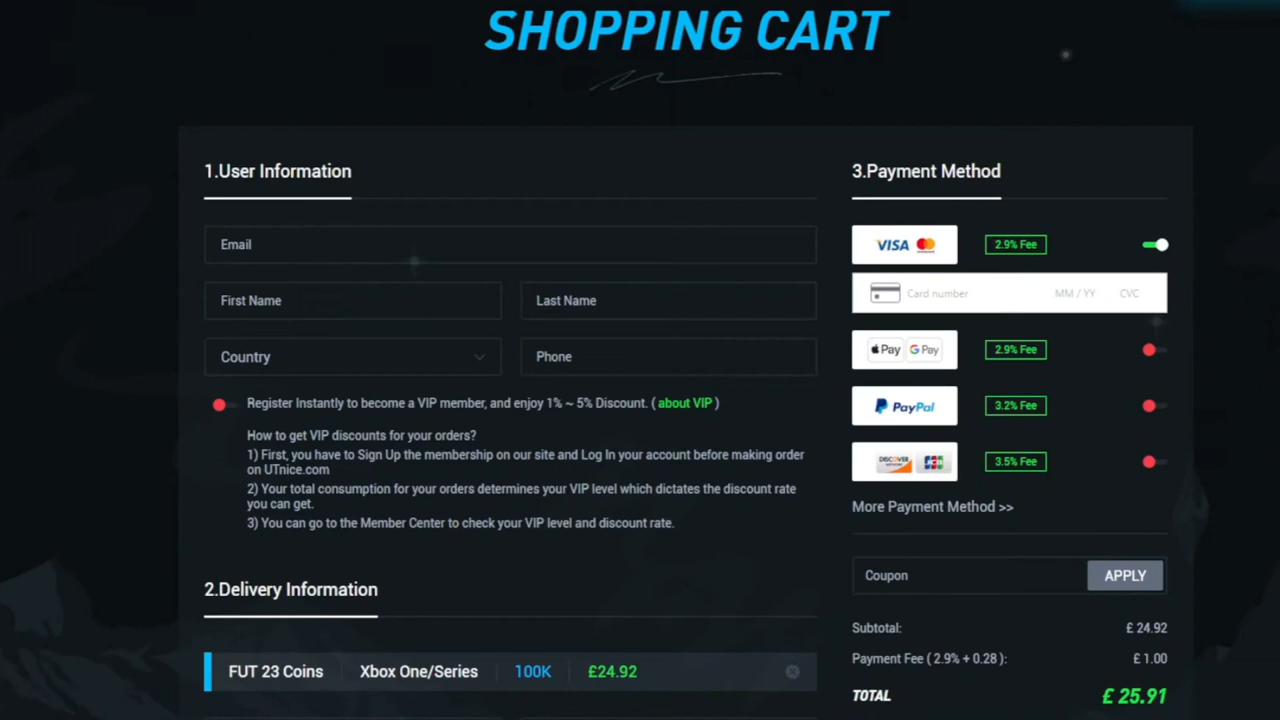 SHOPPING CART
1.User Information
Email
First Name
Last Name
Country
Phone
Register Instantly to become a VIP member, and enjoy 1% ~ 5% Discount. ( about VIP )
How to get VIP discounts for your orders?
1) First, you have to Sign Up the membership on our site and Log In your account before making order
on UTnice.com
2) Your total consumption for your orders determines your VIP level which dictates the discount rate
you can get.
3) You can go to the Member Center to check your VIP level and discount rate.
2.Delivery Information
FUT 23 Coins Xbox One/Series 100K £24.92
3.Payment Method
VISA 2.9% Fee
Card number MM / YY CVC
Pay G Pay 2.9% Fee
PayPal 3.2% Fee
DISCOVER JCB 3.5% Fee
More Payment Method >>
Coupon APPLY
Subtotal: £ 24.92
Payment Fee ( 2.9% + 0.28 ): £ 1.00
TOTAL £ 25.91